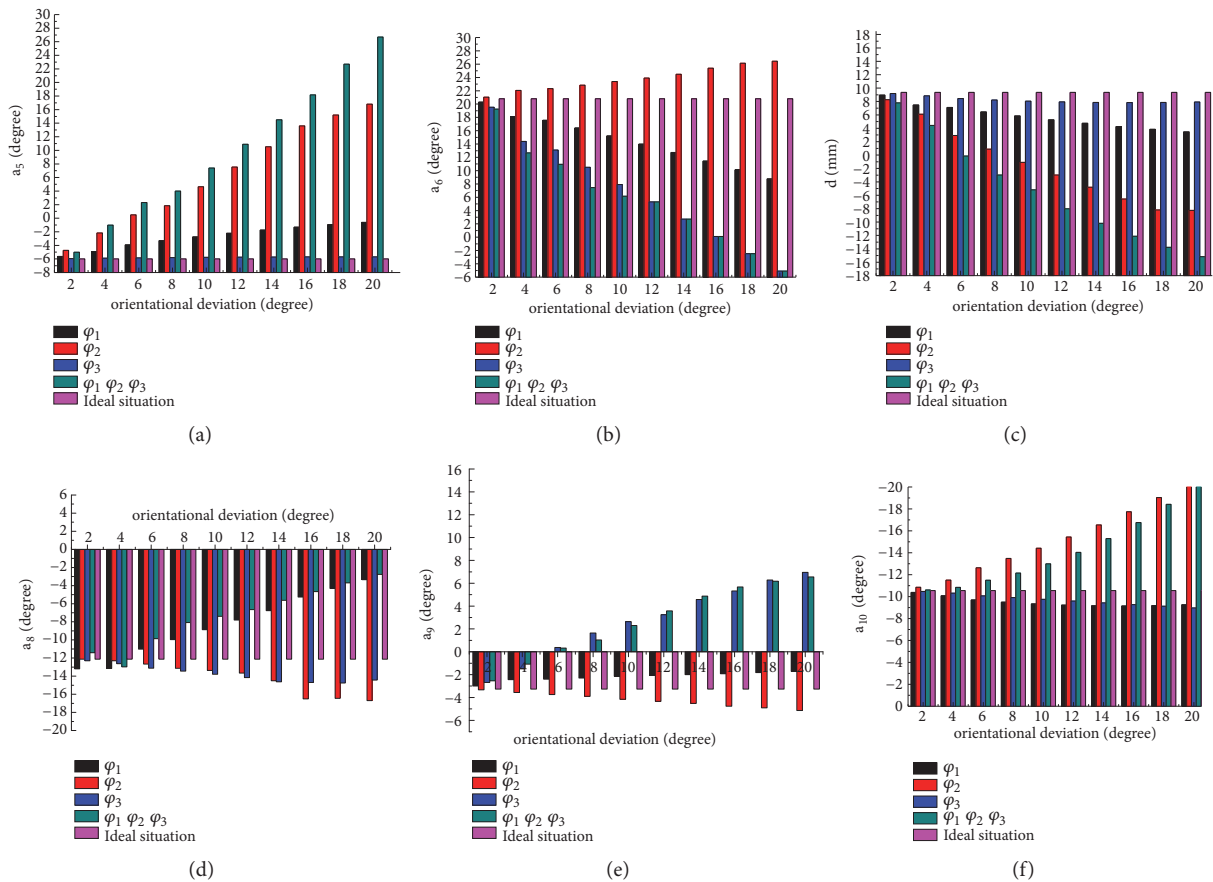 30
28
26
24
22
20
18
16
14
12
10
8
6
4
2
0
−2
−4
−6
−8
a5 (degree)
2 4 6 8 10 12 14 16 18 20
orientational deviation (degree)
φ1
φ2
φ3
φ1 φ2 φ3
Ideal situation
(a)
30
28
26
24
22
20
18
16
14
12
10
8
6
4
2
0
−2
−4
−6
a6 (degree)
2 4 6 8 10 12 14 16 18 20
orientational deviation (degree)
φ1
φ2
φ3
φ1 φ2 φ3
Ideal situation
(b)
18
16
14
12
10
8
6
4
2
0
−2
−4
−6
−8
−10
−12
−14
−16
−18
d (mm)
2 4 6 8 10 12 14 16 18 20
orientation deviation (degree)
φ1
φ2
φ3
φ1 φ2 φ3
Ideal situation
(c)
6
4
2
0
−2
−4
−6
−8
−10
−12
−14
−16
−18
−20
a8 (degree)
orientational deviation (degree)
2 4 6 8 10 12 14 16 18 20
φ1
φ2
φ3
φ1 φ2 φ3
Ideal situation
(d)
16
14
12
10
8
6
4
2
0
−2
−4
−6
a9 (degree)
2 4 6 8 10 12 14 16 18 20
orientational deviation (degree)
φ1
φ2
φ3
φ1 φ2 φ3
Ideal situation
(e)
−20
−18
−16
−14
−12
−10
−8
−6
−4
−2
0
a10 (degree)
2 4 6 8 10 12 14 16 18 20
orientational deviation (degree)
φ1
φ2
φ3
φ1 φ2 φ3
Ideal situation
(f)